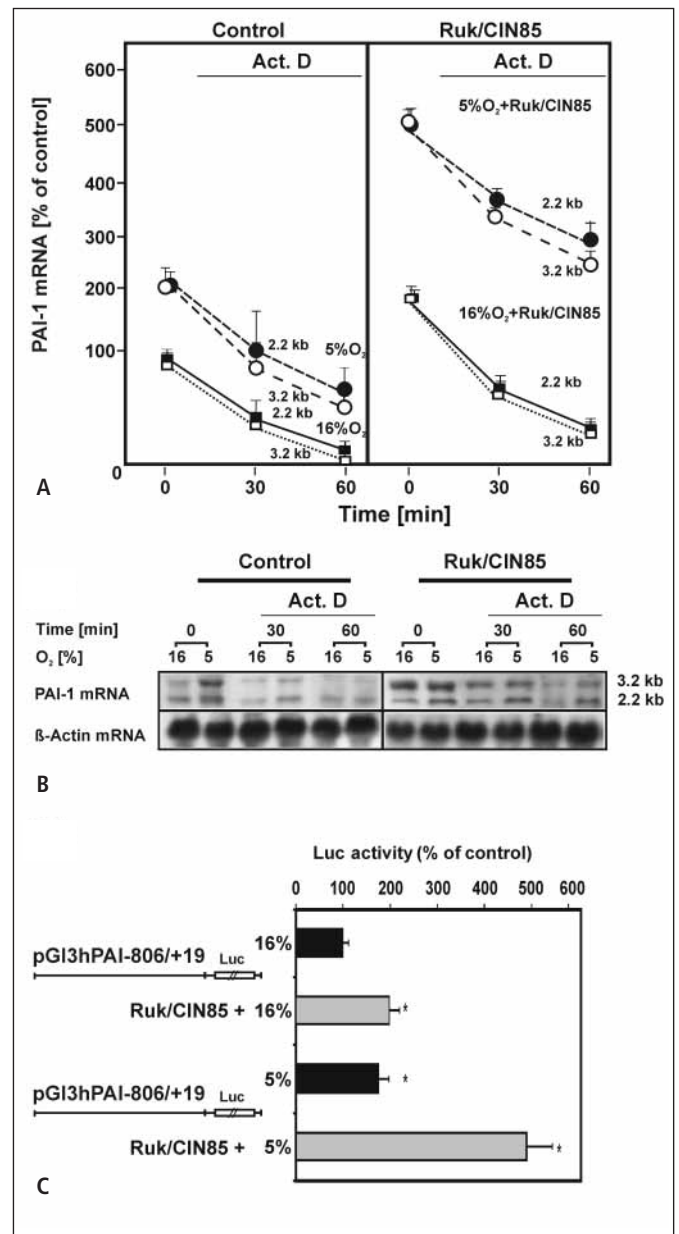 Control Ruk/CIN85
Act. D Act. D
PAI-1 mRNA [% of control]
600
500
400
300
200
100
0
5%O₂+Ruk/CIN85
2.2 kb
3.2 kb
16%O₂+Ruk/CIN85
2.2 kb
3.2 kb
2.2 kb
5%O₂
3.2 kb
2.2 kb
16%O₂
3.2 kb
0 30 60 0 30 60
Time [min]
A
Control Ruk/CIN85
Act. D Act. D
Time [min] 0 30 60 0 30 60
O₂ [%] 16 5 16 5 16 5 16 5 16 5 16 5
PAI-1 mRNA 3.2 kb
2.2 kb
ß-Actin mRNA
B
Luc activity (% of control)
0 100 200 300 400 500 600
16%
pGl3hPAI-806/+19 Luc
Ruk/CIN85 + 16% *
5% *
pGl3hPAI-806/+19 Luc
Ruk/CIN85 + 5% *
C